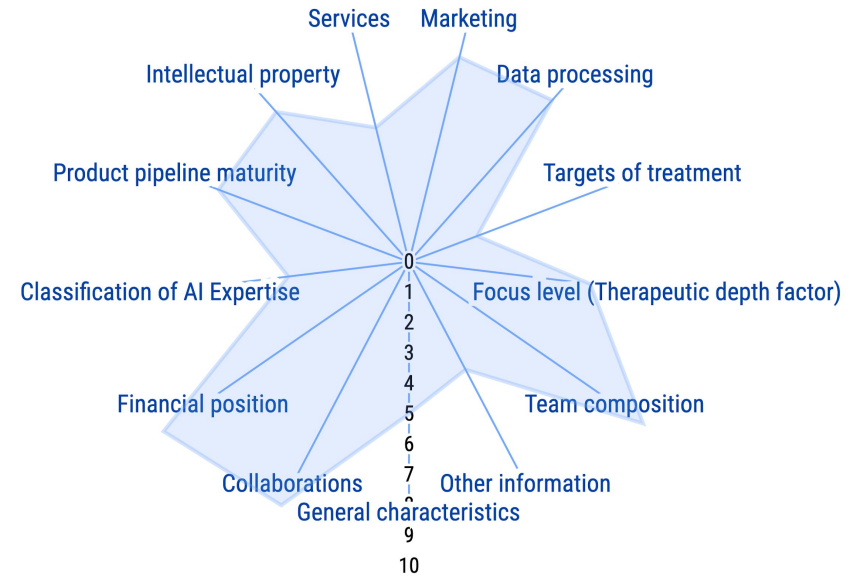 Services
Marketing
Intellectual property
Data processing
Product pipeline maturity
Targets of treatment
0
Classification of AI Expertise
1
Focus level (Therapeutic depth factor)
2
3
4
Financial position
5
Team composition
6
7
Collaborations
Other information
General characteristics
9
10